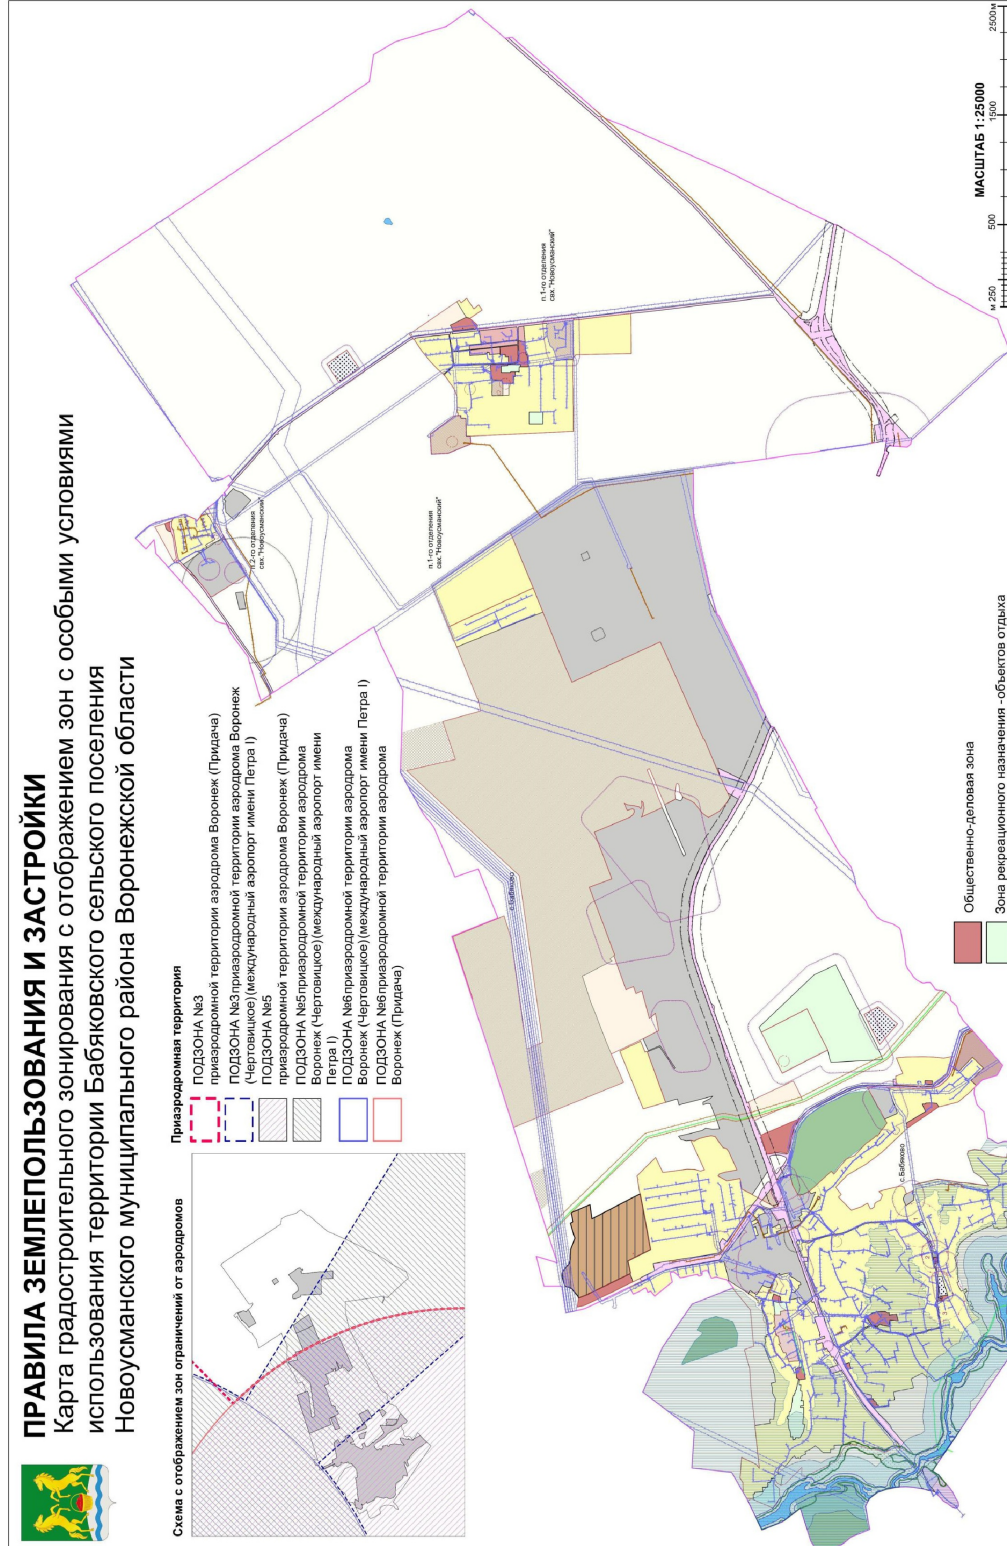 ПРАВИЛА ЗЕМЛЕПОЛЬЗОВАНИЯ И ЗАСТРОЙКИ
Карта градостроительного зонирования с отображением зон с особыми условиями
использования территории Бабяковского сельского поселения
Новоусманского муниципального района Воронежской области
Схема с отображением зон ограничений от аэродромов
Приаэродромная территория
ПОДЗОНА №3
приаэродромной территории аэродрома Воронеж (Придача)
ПОДЗОНА №3приаэродромной территории аэродрома Воронеж
(Чертовицкое)(международный аэропорт имени Петра I)
ПОДЗОНА №5
приаэродромной территории аэродрома Воронеж (Придача)
ПОДЗОНА №5приаэродромной территории аэродрома
Воронеж (Чертовицкое)(международный аэропорт имени
Петра I)
ПОДЗОНА №6приаэродромной территории аэродрома
Воронеж (Чертовицкое)(международный аэропорт имени Петра I)
ПОДЗОНА №6приаэродромной территории аэродрома
Воронеж (Придача)
п.2-го отделения
свх."Новоусманский"
п.1-го отделения
свх."Новоусманский"
п.1-го отделения
свх."Новоусманский"
с.Бабяково
с.Бабяково
Общественно-деловая зона
Зона рекреационного назначения -объектов отдыха
МАСШТАБ 1:25000
м 250
500
1500
2500м